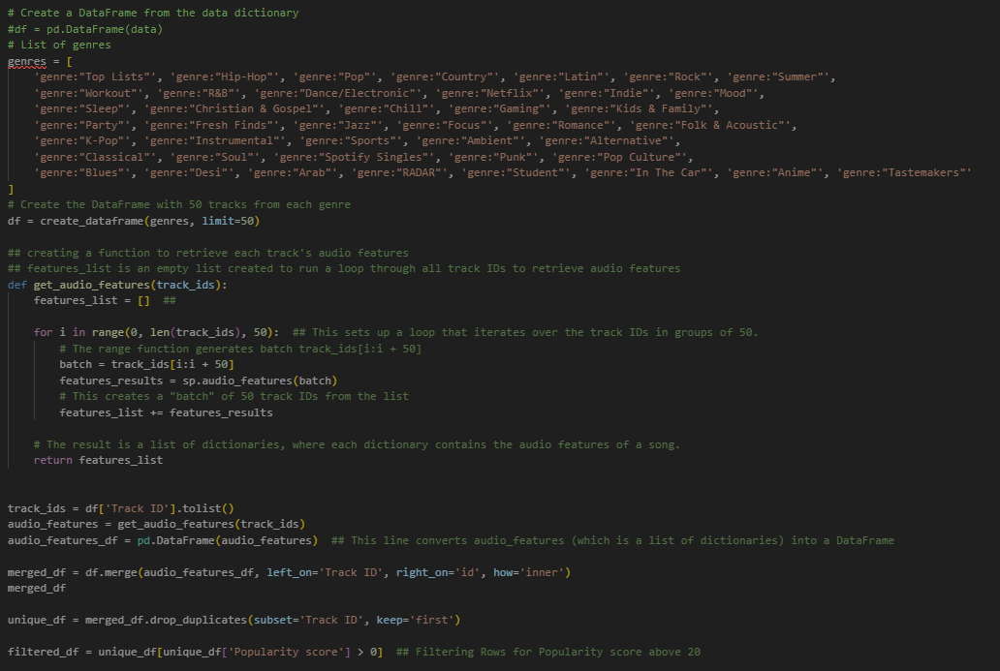 # Create a DataFrame from the data dictionary
#df = pd.DataFrame(data)
# List of genres
genres = [
    'genre:"Top Lists"', 'genre:"Hip-Hop"', 'genre:"Pop"', 'genre:"Country"', 'genre:"Latin"', 'genre:"Rock"', 'genre:"Summer"',
    'genre:"Workout"', 'genre:"R&B"', 'genre:"Dance/Electronic"', 'genre:"Netflix"', 'genre:"Indie"', 'genre:"Mood"',
    'genre:"Sleep"', 'genre:"Christian & Gospel"', 'genre:"Chill"', 'genre:"Gaming"', 'genre:"Kids & Family"',
    'genre:"Party"', 'genre:"Fresh Finds"', 'genre:"Jazz"', 'genre:"Focus"', 'genre:"Romance"', 'genre:"Folk & Acoustic"',
    'genre:"K-Pop"', 'genre:"Instrumental"', 'genre:"Sports"', 'genre:"Ambient"', 'genre:"Alternative"',
    'genre:"Classical"', 'genre:"Soul"', 'genre:"Spotify Singles"', 'genre:"Punk"', 'genre:"Pop Culture"',
    'genre:"Blues"', 'genre:"Desi"', 'genre:"Arab"', 'genre:"RADAR"', 'genre:"Student"', 'genre:"In The Car"', 'genre:"Anime"', 'genre:"Tastemakers"'
]
# Create the DataFrame with 50 tracks from each genre
df = create_dataframe(genres, limit=50)

## creating a function to retrieve each track's audio features
## features_list is an empty list created to run a loop through all track IDs to retrieve audio features
def get_audio_features(track_ids):
    features_list = []  ##

    for i in range(0, len(track_ids), 50):  ## This sets up a loop that iterates over the track IDs in groups of 50.
        # The range function generates batch track_ids[i:i + 50]
        batch = track_ids[i:i + 50]
        features_results = sp.audio_features(batch)
        # This creates a "batch" of 50 track IDs from the list
        features_list += features_results

    # The result is a list of dictionaries, where each dictionary contains the audio features of a song.
    return features_list


track_ids = df['Track ID'].tolist()
audio_features = get_audio_features(track_ids)
audio_features_df = pd.DataFrame(audio_features)  ## This line converts audio_features (which is a list of dictionaries) into a DataFrame

merged_df = df.merge(audio_features_df, left_on='Track ID', right_on='id', how='inner')
merged_df

unique_df = merged_df.drop_duplicates(subset='Track ID', keep='first')

filtered_df = unique_df[unique_df['Popularity score'] > 0]  ## Filtering Rows for Popularity score above 20